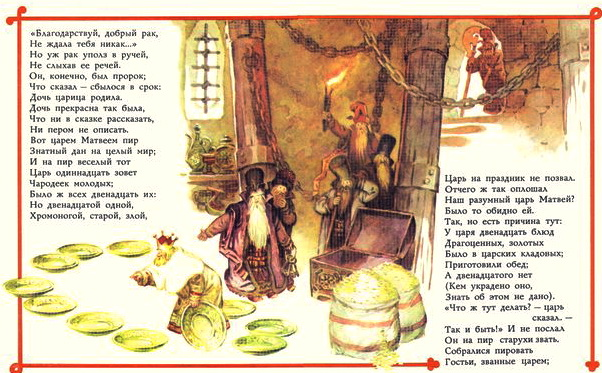 «Благодарствуй, добрый рак,
Не ждала тебя никак...»
Но уж рак уполз в ручей,
Не слыхав ее речей.
Он, конечно, был пророк;
Что сказал — сбылося в срок:
Дочь царица родила.
Дочь прекрасна так была,
Что ни в сказке рассказать,
Ни пером не описать.
Вот царем Матвеем пир
Знатный дан на целый мир;
И на пир веселый тот
Царь одиннадцать зовет
Чародеек молодых;
Было ж всех двенадцать их:
Но двенадцатой одной,
Хромоногой, старой, злой,
Царь на праздник не позвал.
Отчего ж так оплошал
Наш разумный царь Матвей?
Было то обидно ей.
Так, но есть причина тут:
У царя двенадцать блюд
Драгоценных, золотых
Было в царских кладовых;
Приготовили обед;
А двенадцатого нет
(Кем украдено оно,
Знать об этом не дано).
«Что ж тут делать? — царь
сказал. —
Так и быть!» И не послал
Он на пир старухи звать.
Собралися пировать
Гостьи, званные царем;